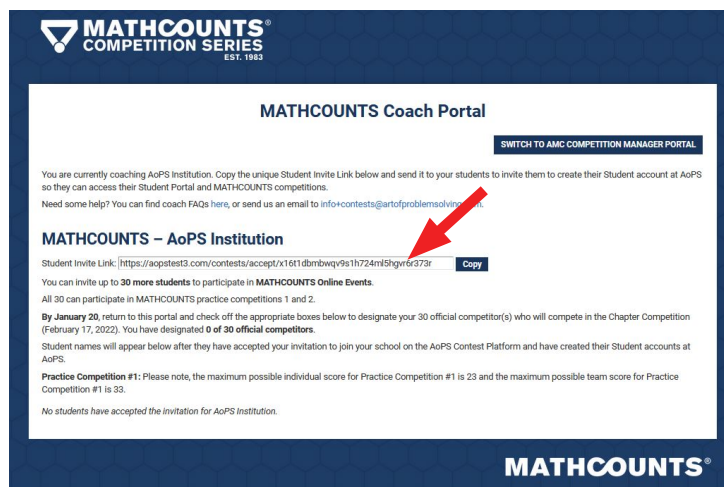 MATHCOUNTS®
COMPETITION SERIES
EST. 1983
MATHCOUNTS Coach Portal
SWITCH TO AMC COMPETITION MANAGER PORTAL
You are currently coaching AoPS Institution. Copy the unique Student Invite Link below and send it to your students to invite them to create their Student account at AoPS
so they can access their Student Portal and MATHCOUNTS competitions.
Need some help? You can find coach FAQs here, or send us an email to info+contests@artofproblemsolving.com.
MATHCOUNTS – AoPS Institution
Student Invite Link: https://aopstest3.com/contests/accept/x16t1dbmbwqv9s1h724ml5hgvr6r373r Copy
You can invite up to 30 more students to participate in MATHCOUNTS Online Events.
All 30 can participate in MATHCOUNTS practice competitions 1 and 2.
By January 20, return to this portal and check off the appropriate boxes below to designate your 30 official competitor(s) who will compete in the Chapter Competition
(February 17, 2022). You have designated 0 of 30 official competitors.
Student names will appear below after they have accepted your invitation to join your school on the AoPS Contest Platform and have created their Student accounts at
AoPS.
Practice Competition #1: Please note, the maximum possible individual score for Practice Competition #1 is 23 and the maximum possible team score for Practice
Competition #1 is 33.
No students have accepted the invitation for AoPS Institution.
MATHCOUNTS®